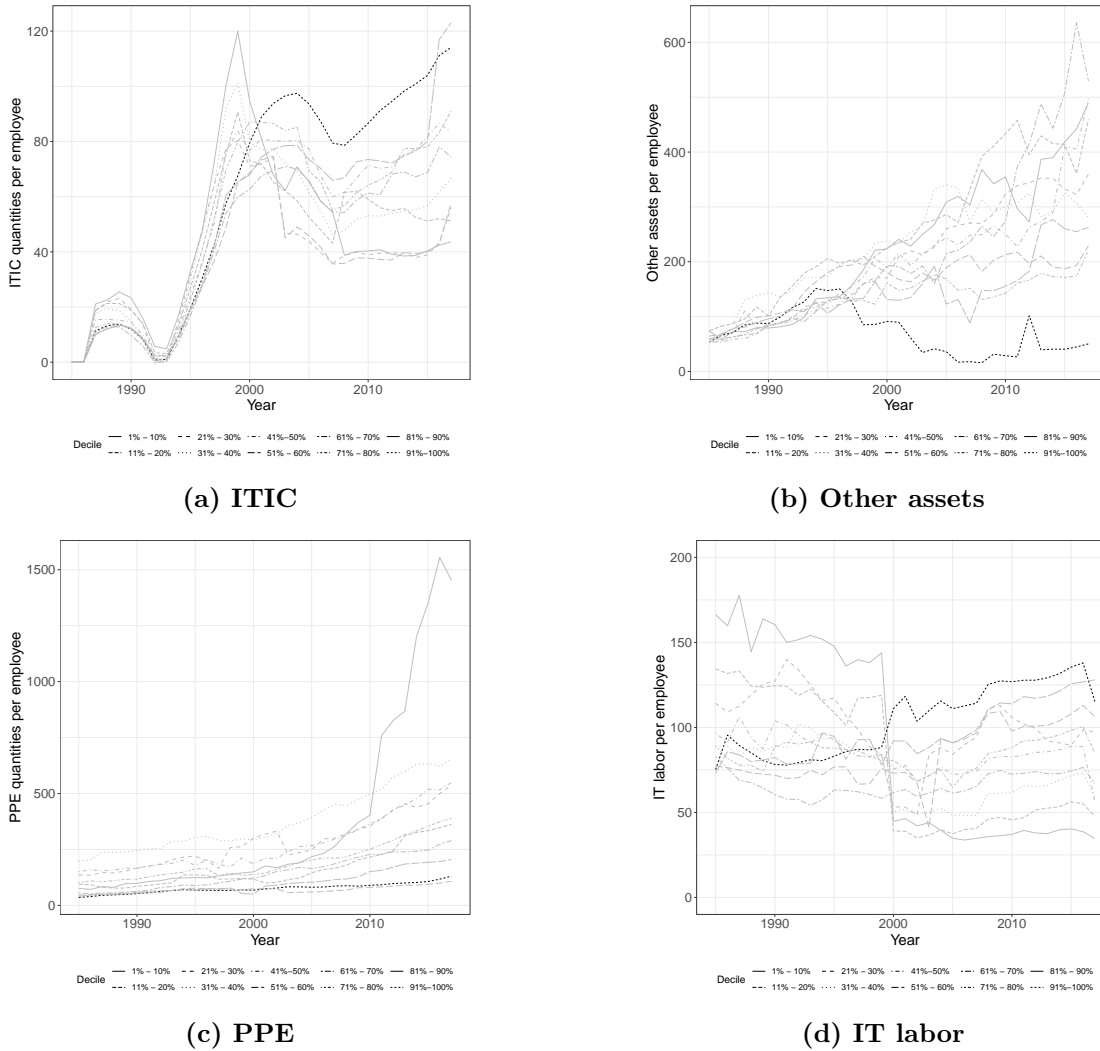 120
80
40
0
ITIC quantities per employee
1990 2000 2010
Year
Decile 1% − 10% 21% − 30% 41%−50% 61% − 70% 81% − 90%
11% − 20% 31% − 40% 51% − 60% 71% − 80% 91%−100%
(a) ITIC
600
400
200
0
Other assets per employee
1990 2000 2010
Year
Decile 1% − 10% 21% − 30% 41%−50% 61% − 70% 81% − 90%
11% − 20% 31% − 40% 51% − 60% 71% − 80% 91%−100%
(b) Other assets
1500
1000
500
0
PPE quantities per employee
1990 2000 2010
Year
Decile 1% − 10% 21% − 30% 41%−50% 61% − 70% 81% − 90%
11% − 20% 31% − 40% 51% − 60% 71% − 80% 91%−100%
(c) PPE
200
150
100
50
0
IT labor per employee
1990 2000 2010
Year
Decile 1% − 10% 21% − 30% 41%−50% 61% − 70% 81% − 90%
11% − 20% 31% − 40% 51% − 60% 71% − 80% 91%−100%
(d) IT labor